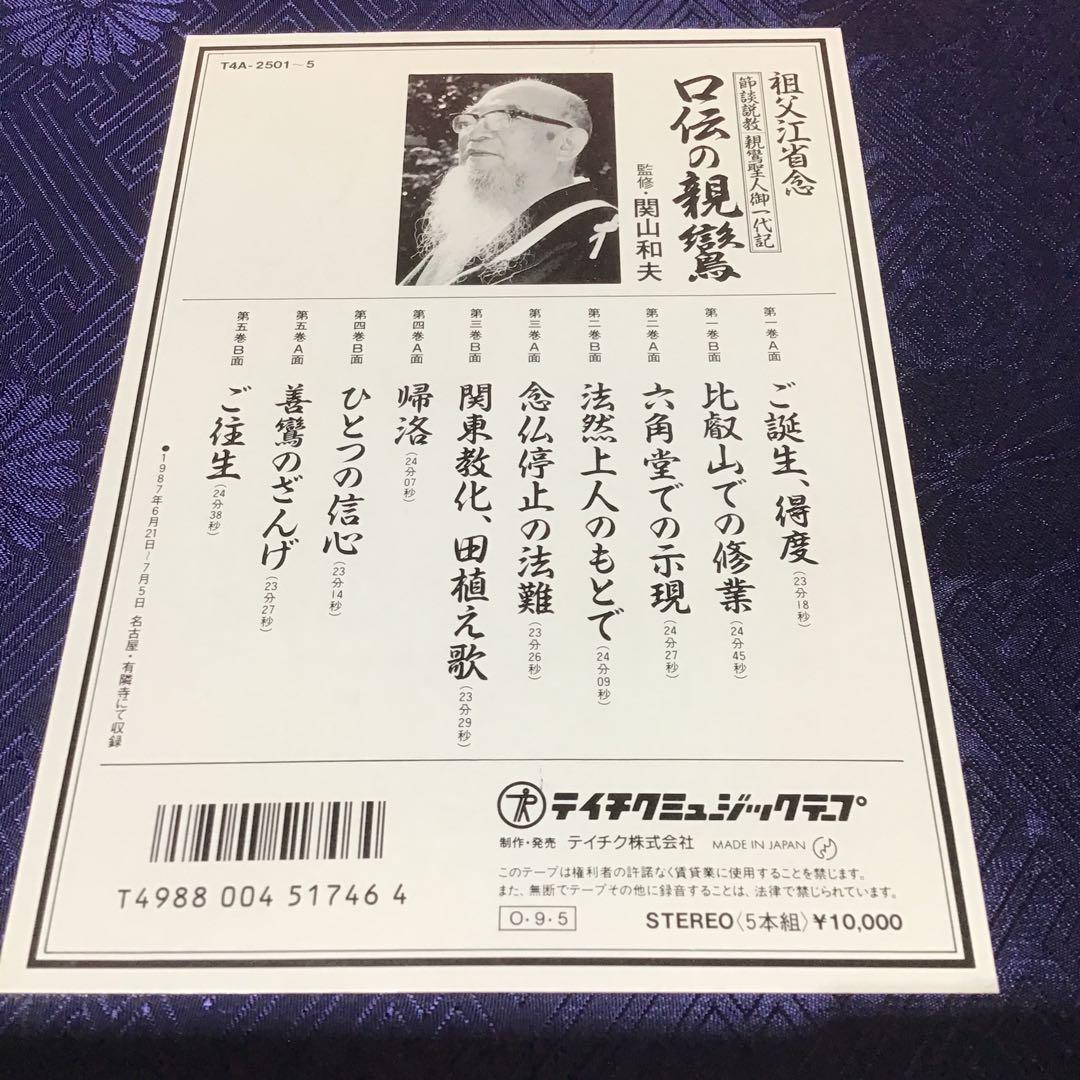 T4A-2501〜5
祖父江省念
節談説教 親鸞聖人御一代記
口伝の親鸞
監修・関山和夫
第一巻A面 ご誕生、得度(23分18秒)
第一巻B面 比叡山での修業(24分45秒)
第二巻A面 六角堂での示現(24分27秒)
第二巻B面 法然上人のもとで(24分09秒)
第三巻A面 念仏停止の法難(23分26秒)
第三巻B面 関東教化、田植え歌(23分29秒)
第四巻A面 帰洛(24分07秒)
第四巻B面 ひとつの信心(23分14秒)
第五巻A面 善鸞のざんげ(23分27秒)
第五巻B面 ご往生(24分38秒)
●1987年6月21日〜7月5日 名古屋・有隣寺にて収録
テイチクミュジックテープ
制作・発売 テイチク株式会社 MADE IN JAPAN
このテープは権利者の許諾なく賃貸業に使用することを禁じます。
また、無断でテープその他に録音することは、法律で禁じられています。
O・9・5
STEREO〈5本組〉¥10,000
T4988 004 51746 4